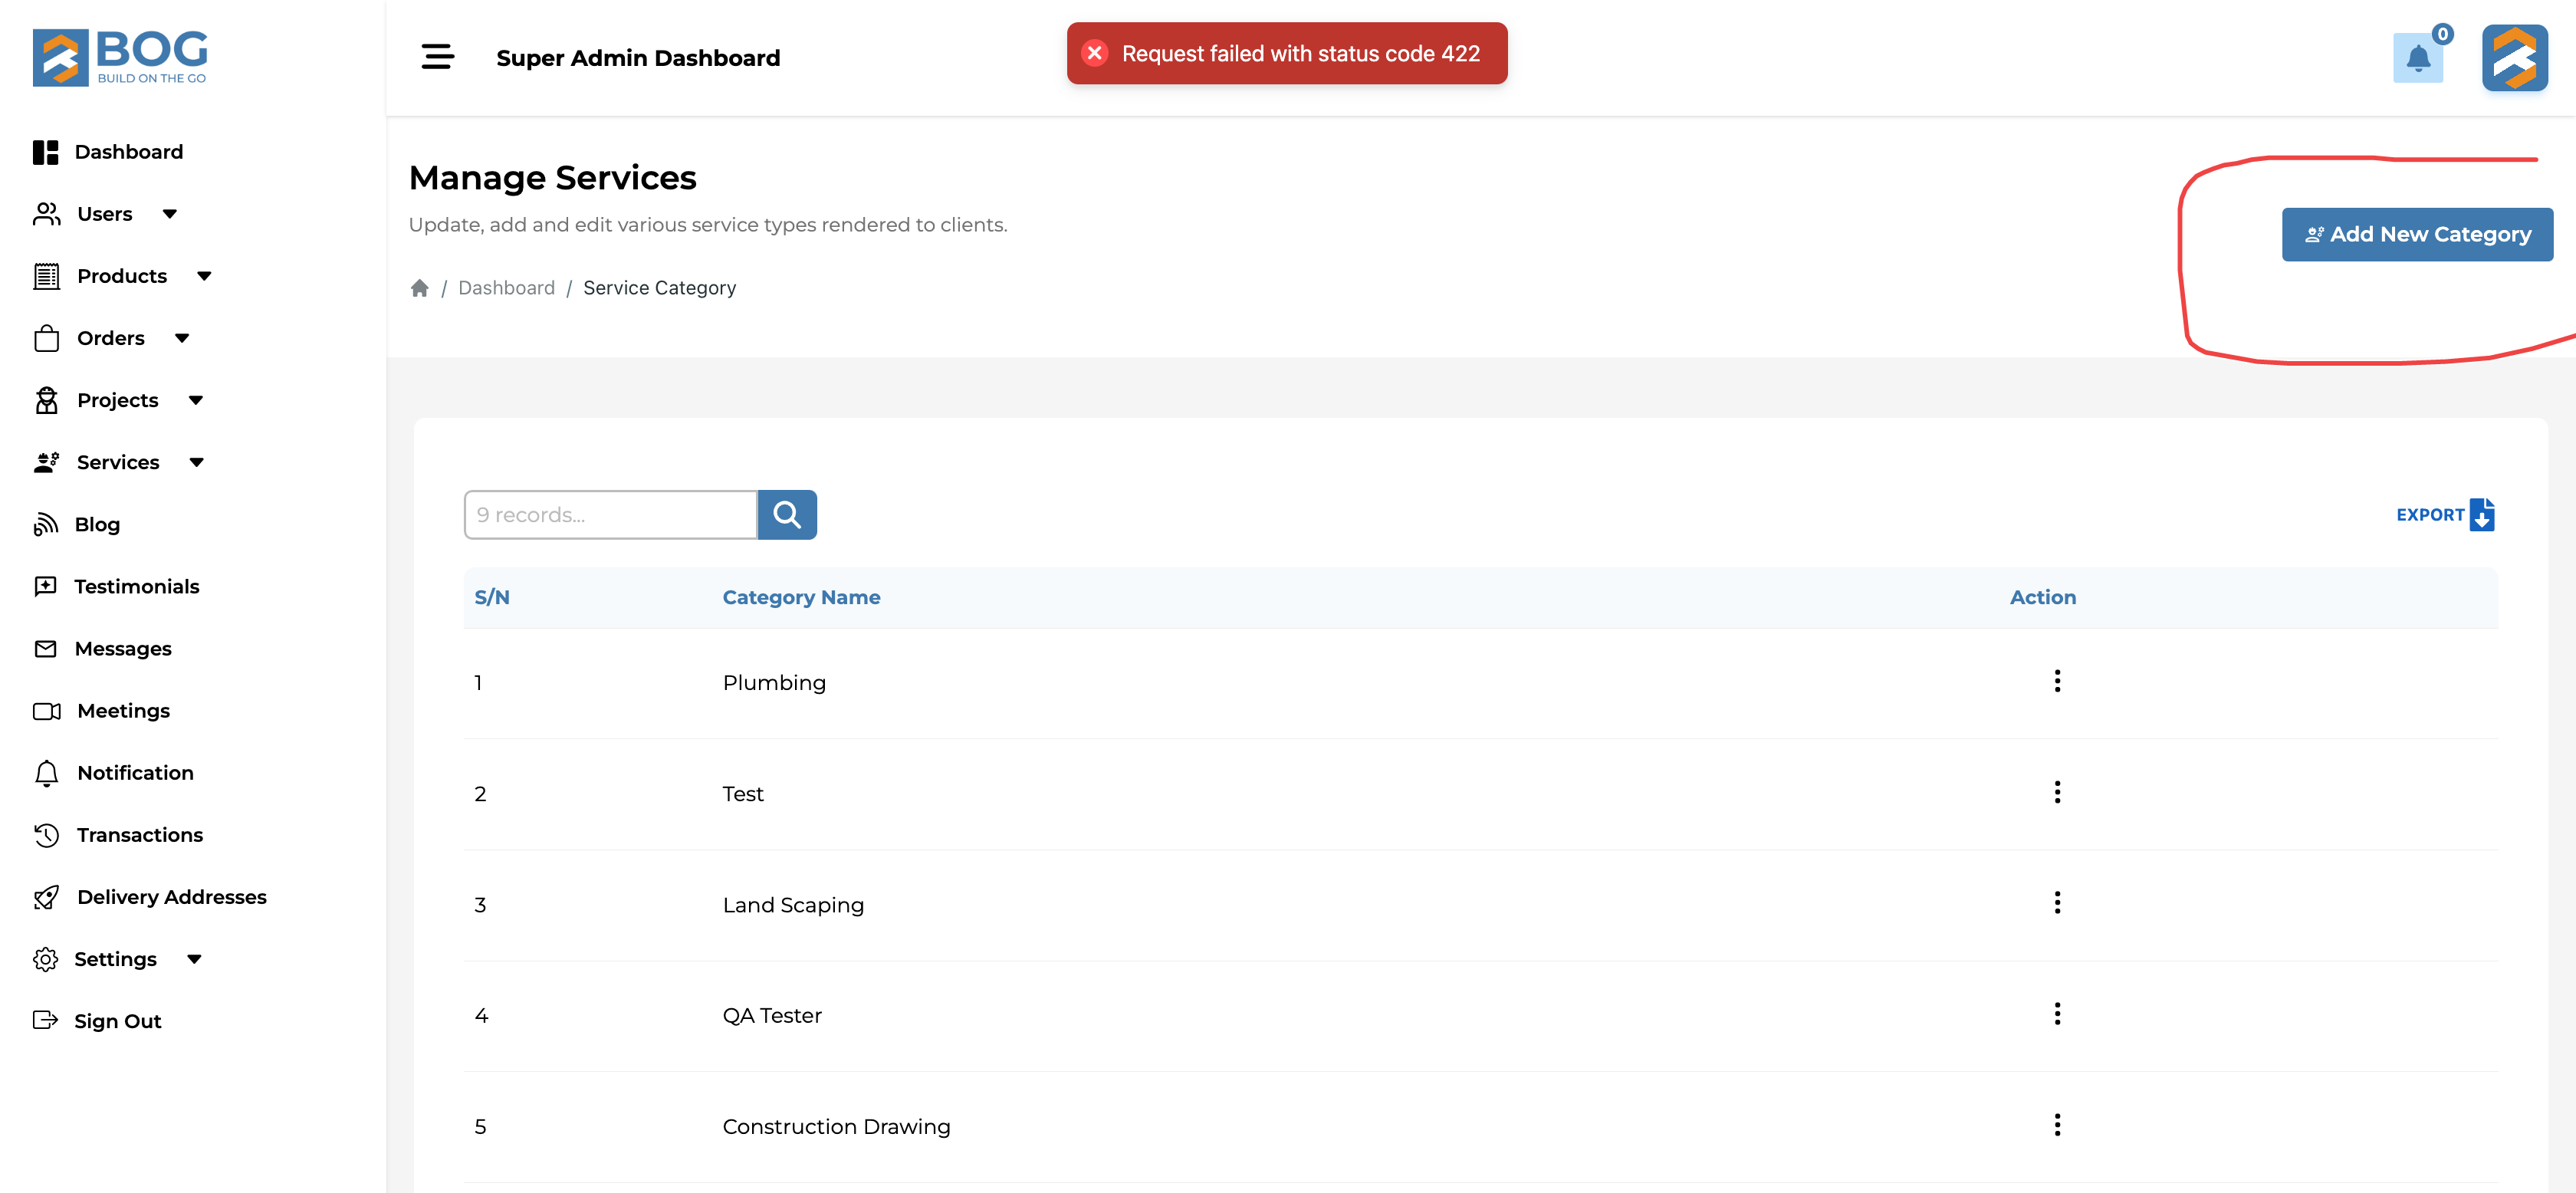 BOG
BUILD ON THE GO
Super Admin Dashboard
Request failed with status code 422
0
Dashboard
Users
Products
Orders
Projects
Services
Blog
Testimonials
Messages
Meetings
Notification
Transactions
Delivery Addresses
Settings
Sign Out
Manage Services
Update, add and edit various service types rendered to clients.
/ Dashboard / Service Category
Add New Category
9 records...
EXPORT
S/N Category Name Action
1 Plumbing
2 Test
3 Land Scaping
4 QA Tester
5 Construction Drawing